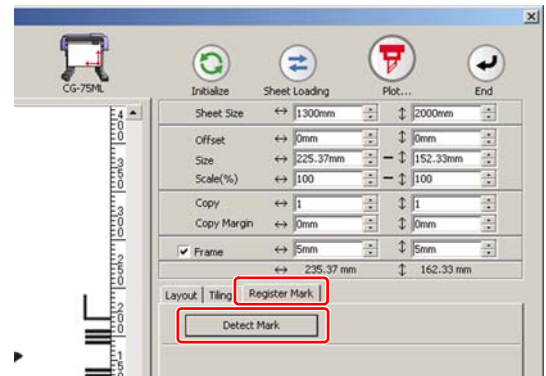 CG-75ML
Initialize
Sheet Loading
Plot...
End
Sheet Size ↔ 1300mm ↕ 2000mm
Offset ↔ 0mm ↕ 0mm
Size ↔ 225.37mm ↕ 152.33mm
Scale(%) ↔ 100 ↕ 100
Copy ↔ 1 ↕ 1
Copy Margin ↔ 0mm ↕ 0mm
Frame ↔ 5mm ↕ 5mm
↔ 235.37 mm ↕ 162.33 mm
Layout Tiling Register Mark
Detect Mark